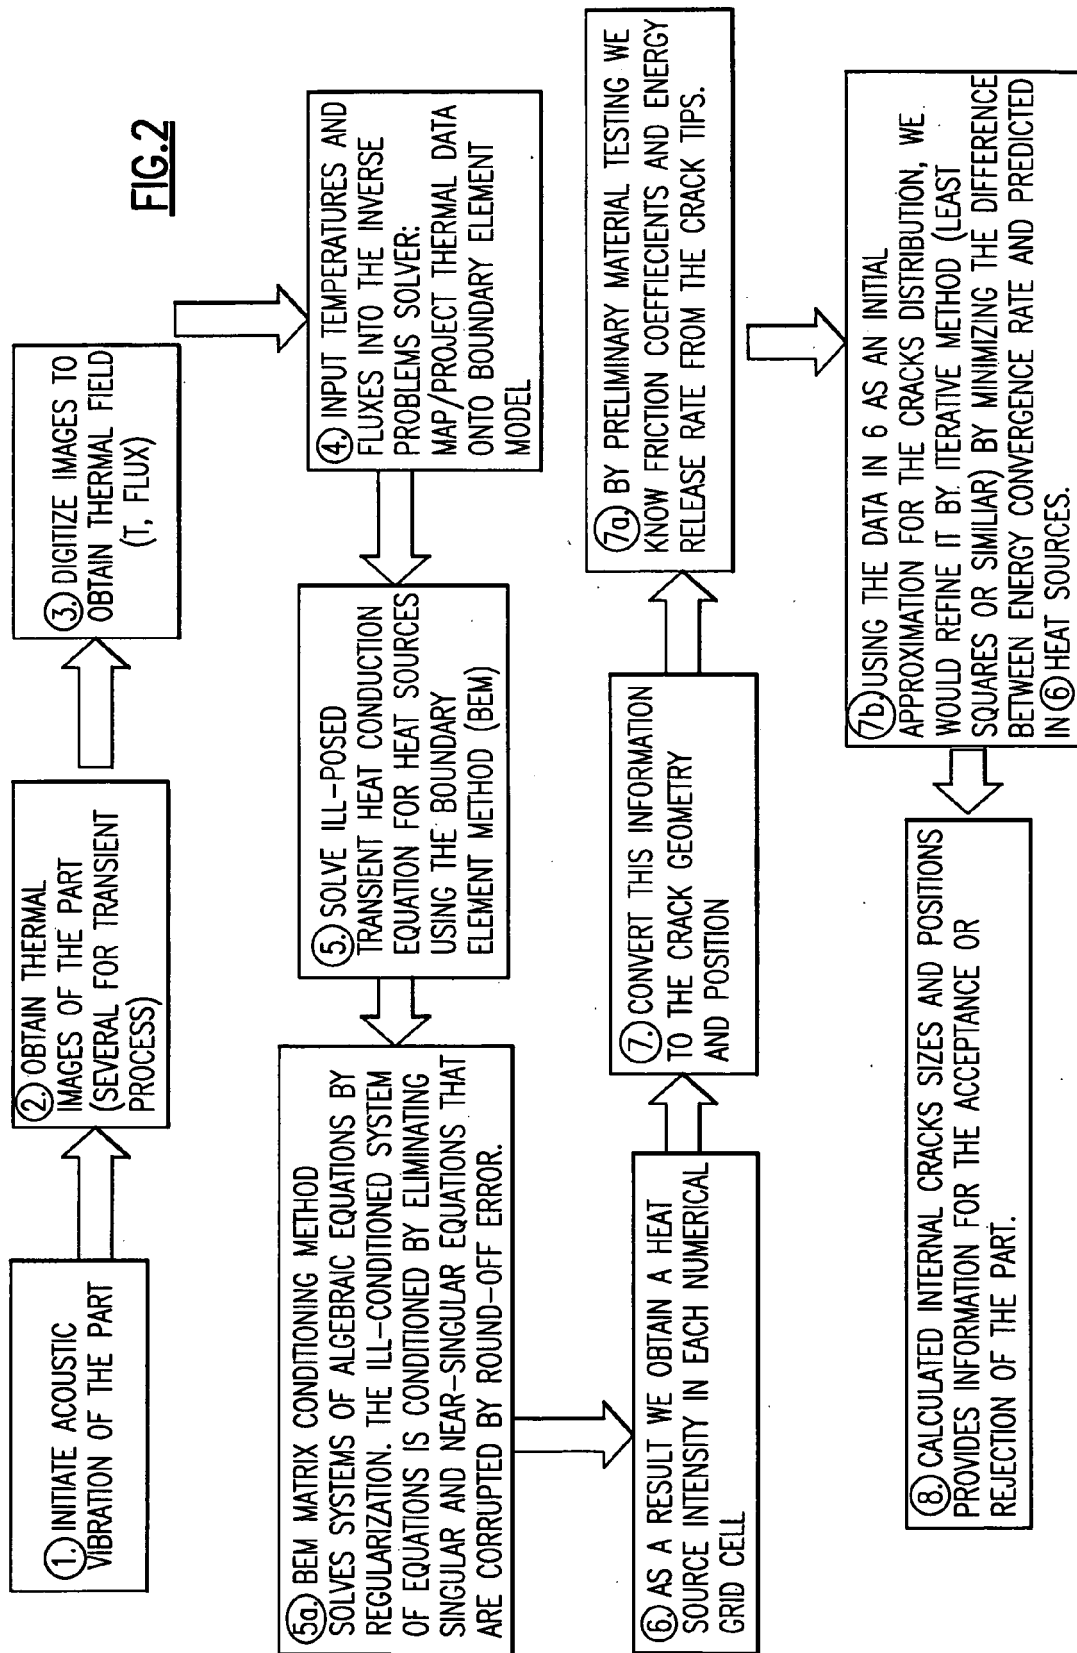 FIG.2
1. INITIATE ACOUSTIC
VIBRATION OF THE PART
2. OBTAIN THERMAL
IMAGES OF THE PART
(SEVERAL FOR TRANSIENT
PROCESS)
3. DIGITIZE IMAGES TO
OBTAIN THERMAL FIELD
(T, FLUX)
4. INPUT TEMPERATURES AND
FLUXES INTO THE INVERSE
PROBLEMS SOLVER:
MAP/PROJECT THERMAL DATA
ONTO BOUNDARY ELEMENT
MODEL
5. SOLVE ILL-POSED
TRANSIENT HEAT CONDUCTION
EQUATION FOR HEAT SOURCES
USING THE BOUNDARY
ELEMENT METHOD (BEM)
5a. BEM MATRIX CONDITIONING METHOD
SOLVES SYSTEMS OF ALGEBRAIC EQUATIONS BY
REGULARIZATION. THE ILL-CONDITIONED SYSTEM
OF EQUATIONS IS CONDITIONED BY ELIMINATING
SINGULAR AND NEAR-SINGULAR EQUATIONS THAT
ARE CORRUPTED BY ROUND-OFF ERROR.
6. AS A RESULT WE OBTAIN A HEAT
SOURCE INTENSITY IN EACH NUMERICAL
GRID CELL
7. CONVERT THIS INFORMATION
TO THE CRACK GEOMETRY
AND POSITION
7a. BY PRELIMINARY MATERIAL TESTING WE
KNOW FRICTION COEFFIECIENTS AND ENERGY
RELEASE RATE FROM THE CRACK TIPS.
7b. USING THE DATA IN 6 AS AN INITIAL
APPROXIMATION FOR THE CRACKS DISTRIBUTION, WE
WOULD REFINE IT BY ITERATIVE METHOD (LEAST
SQUARES OR SIMILIAR) BY MINIMIZING THE DIFFERENCE
BETWEEN ENERGY CONVERGENCE RATE AND PREDICTED
IN 6 HEAT SOURCES.
8. CALCULATED INTERNAL CRACKS SIZES AND POSITIONS
PROVIDES INFORMATION FOR THE ACCEPTANCE OR
REJECTION OF THE PART.